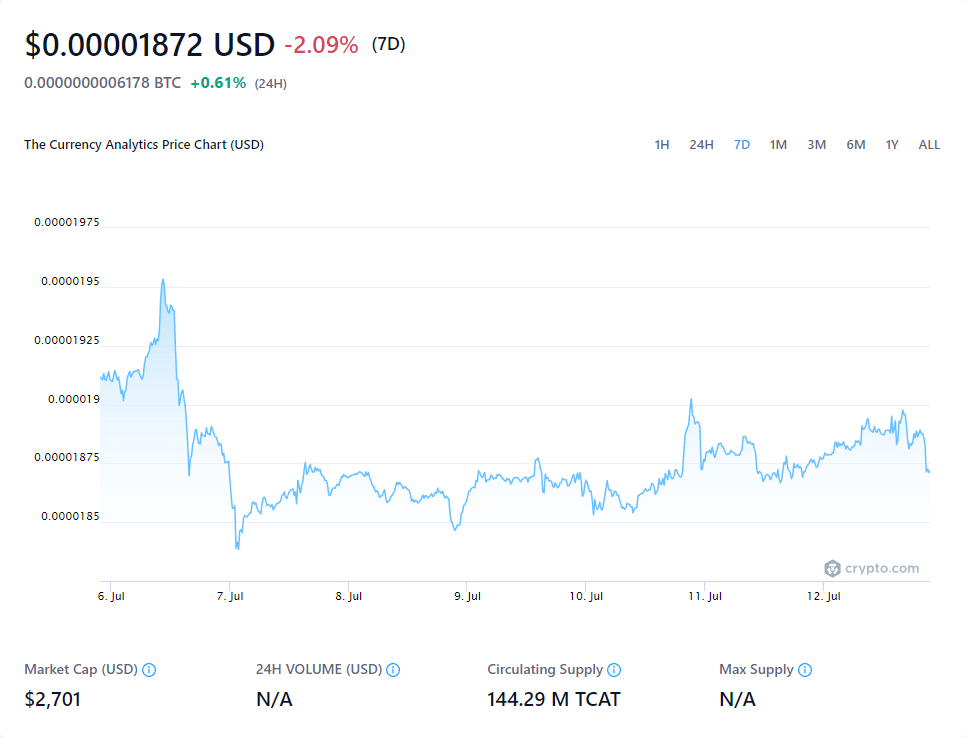 $0.00001872 USD -2.09% (7D)
0.0000000006178 BTC +0.61% (24H)
The Currency Analytics Price Chart (USD) 1H 24H 7D 1M 3M 6M 1Y ALL
0.00001975
0.0000195
0.00001925
0.000019
0.00001875
0.0000185
crypto.com
6. Jul 7. Jul 8. Jul 9. Jul 10. Jul 11. Jul 12. Jul
Market Cap (USD) 24H VOLUME (USD) Circulating Supply Max Supply
$2,701 N/A 144.29 M TCAT N/A